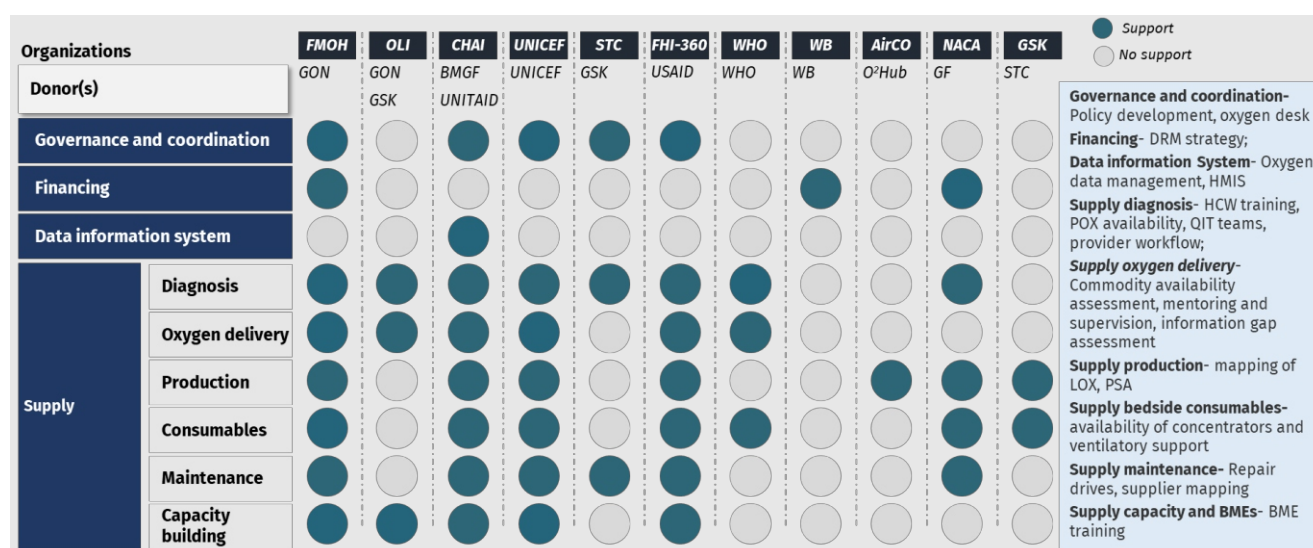 Organizations
FMOH OLI CHAI UNICEF STC FHI-360 WHO WB AirCO NACA GSK
Support
No support
Donor(s)
GON GON BMGF UNICEF GSK USAID WHO WB O²Hub GF STC
GSK UNITAID
Governance and coordination
Financing
Data information system
Supply
Diagnosis
Oxygen delivery
Production
Consumables
Maintenance
Capacity
building
Governance and coordination-
Policy development, oxygen desk
Financing- DRM strategy;
Data information System- Oxygen
data management, HMIS
Supply diagnosis- HCW training,
POX availability, QIT teams,
provider workflow;
Supply oxygen delivery-
Commodity availability
assessment, mentoring and
supervision, information gap
assessment
Supply production- mapping of
LOX, PSA
Supply bedside consumables-
availability of concentrators and
ventilatory support
Supply maintenance- Repair
drives, supplier mapping
Supply capacity and BMEs- BME
training